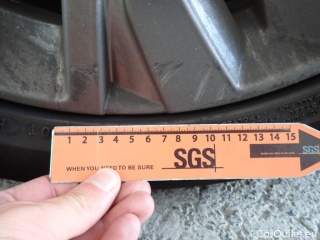 1 2 3 4 5 6 7 8 9 10 11 12 13 14 15
WHEN YOU NEED TO BE SURE SGS
SGS
CarOutlet.eu